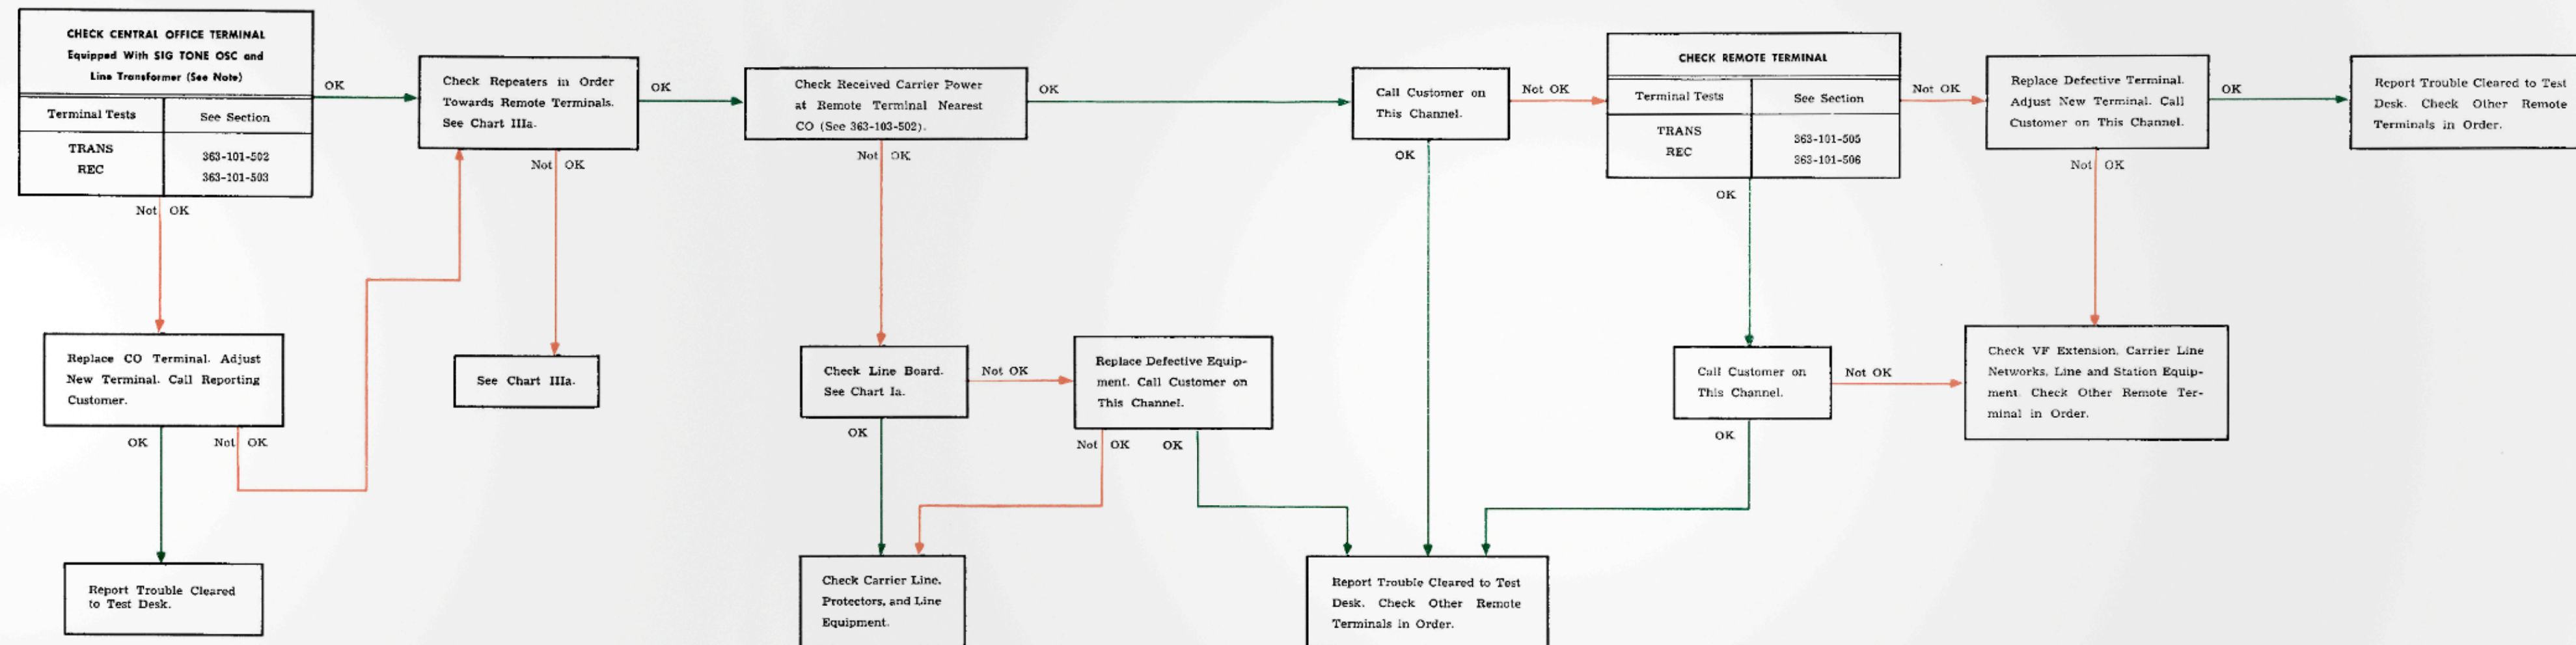 CHECK CENTRAL OFFICE TERMINAL
Equipped With SIG TONE OSC and
Line Transformer (See Note)
Terminal Tests
See Section
TRANS
REC
363-101-502
363-101-503
OK
Not OK
Check Repeaters in Order
Towards Remote Terminals.
See Chart IIIa.
OK
Not OK
Check Received Carrier Power
at Remote Terminal Nearest
CO (See 363-103-502).
OK
Not OK
Call Customer on
This Channel.
Not OK
OK
CHECK REMOTE TERMINAL
Terminal Tests
See Section
TRANS
REC
363-101-505
363-101-506
Not OK
OK
Replace Defective Terminal.
Adjust New Terminal. Call
Customer on This Channel.
OK
Not OK
Report Trouble Cleared to Test
Desk. Check Other Remote
Terminals in Order.
Replace CO Terminal. Adjust
New Terminal. Call Reporting
Customer.
OK
Not OK
See Chart IIIa.
Check Line Board.
See Chart Ia.
Not OK
OK
Replace Defective Equip-
ment. Call Customer on
This Channel.
Not OK
OK
Call Customer on
This Channel.
Not OK
OK
Check VF Extension, Carrier Line
Networks, Line and Station Equip-
ment. Check Other Remote Ter-
minal in Order.
Report Trouble Cleared
to Test Desk.
Check Carrier Line,
Protectors, and Line
Equipment.
Report Trouble Cleared to Test
Desk. Check Other Remote
Terminals in Order.